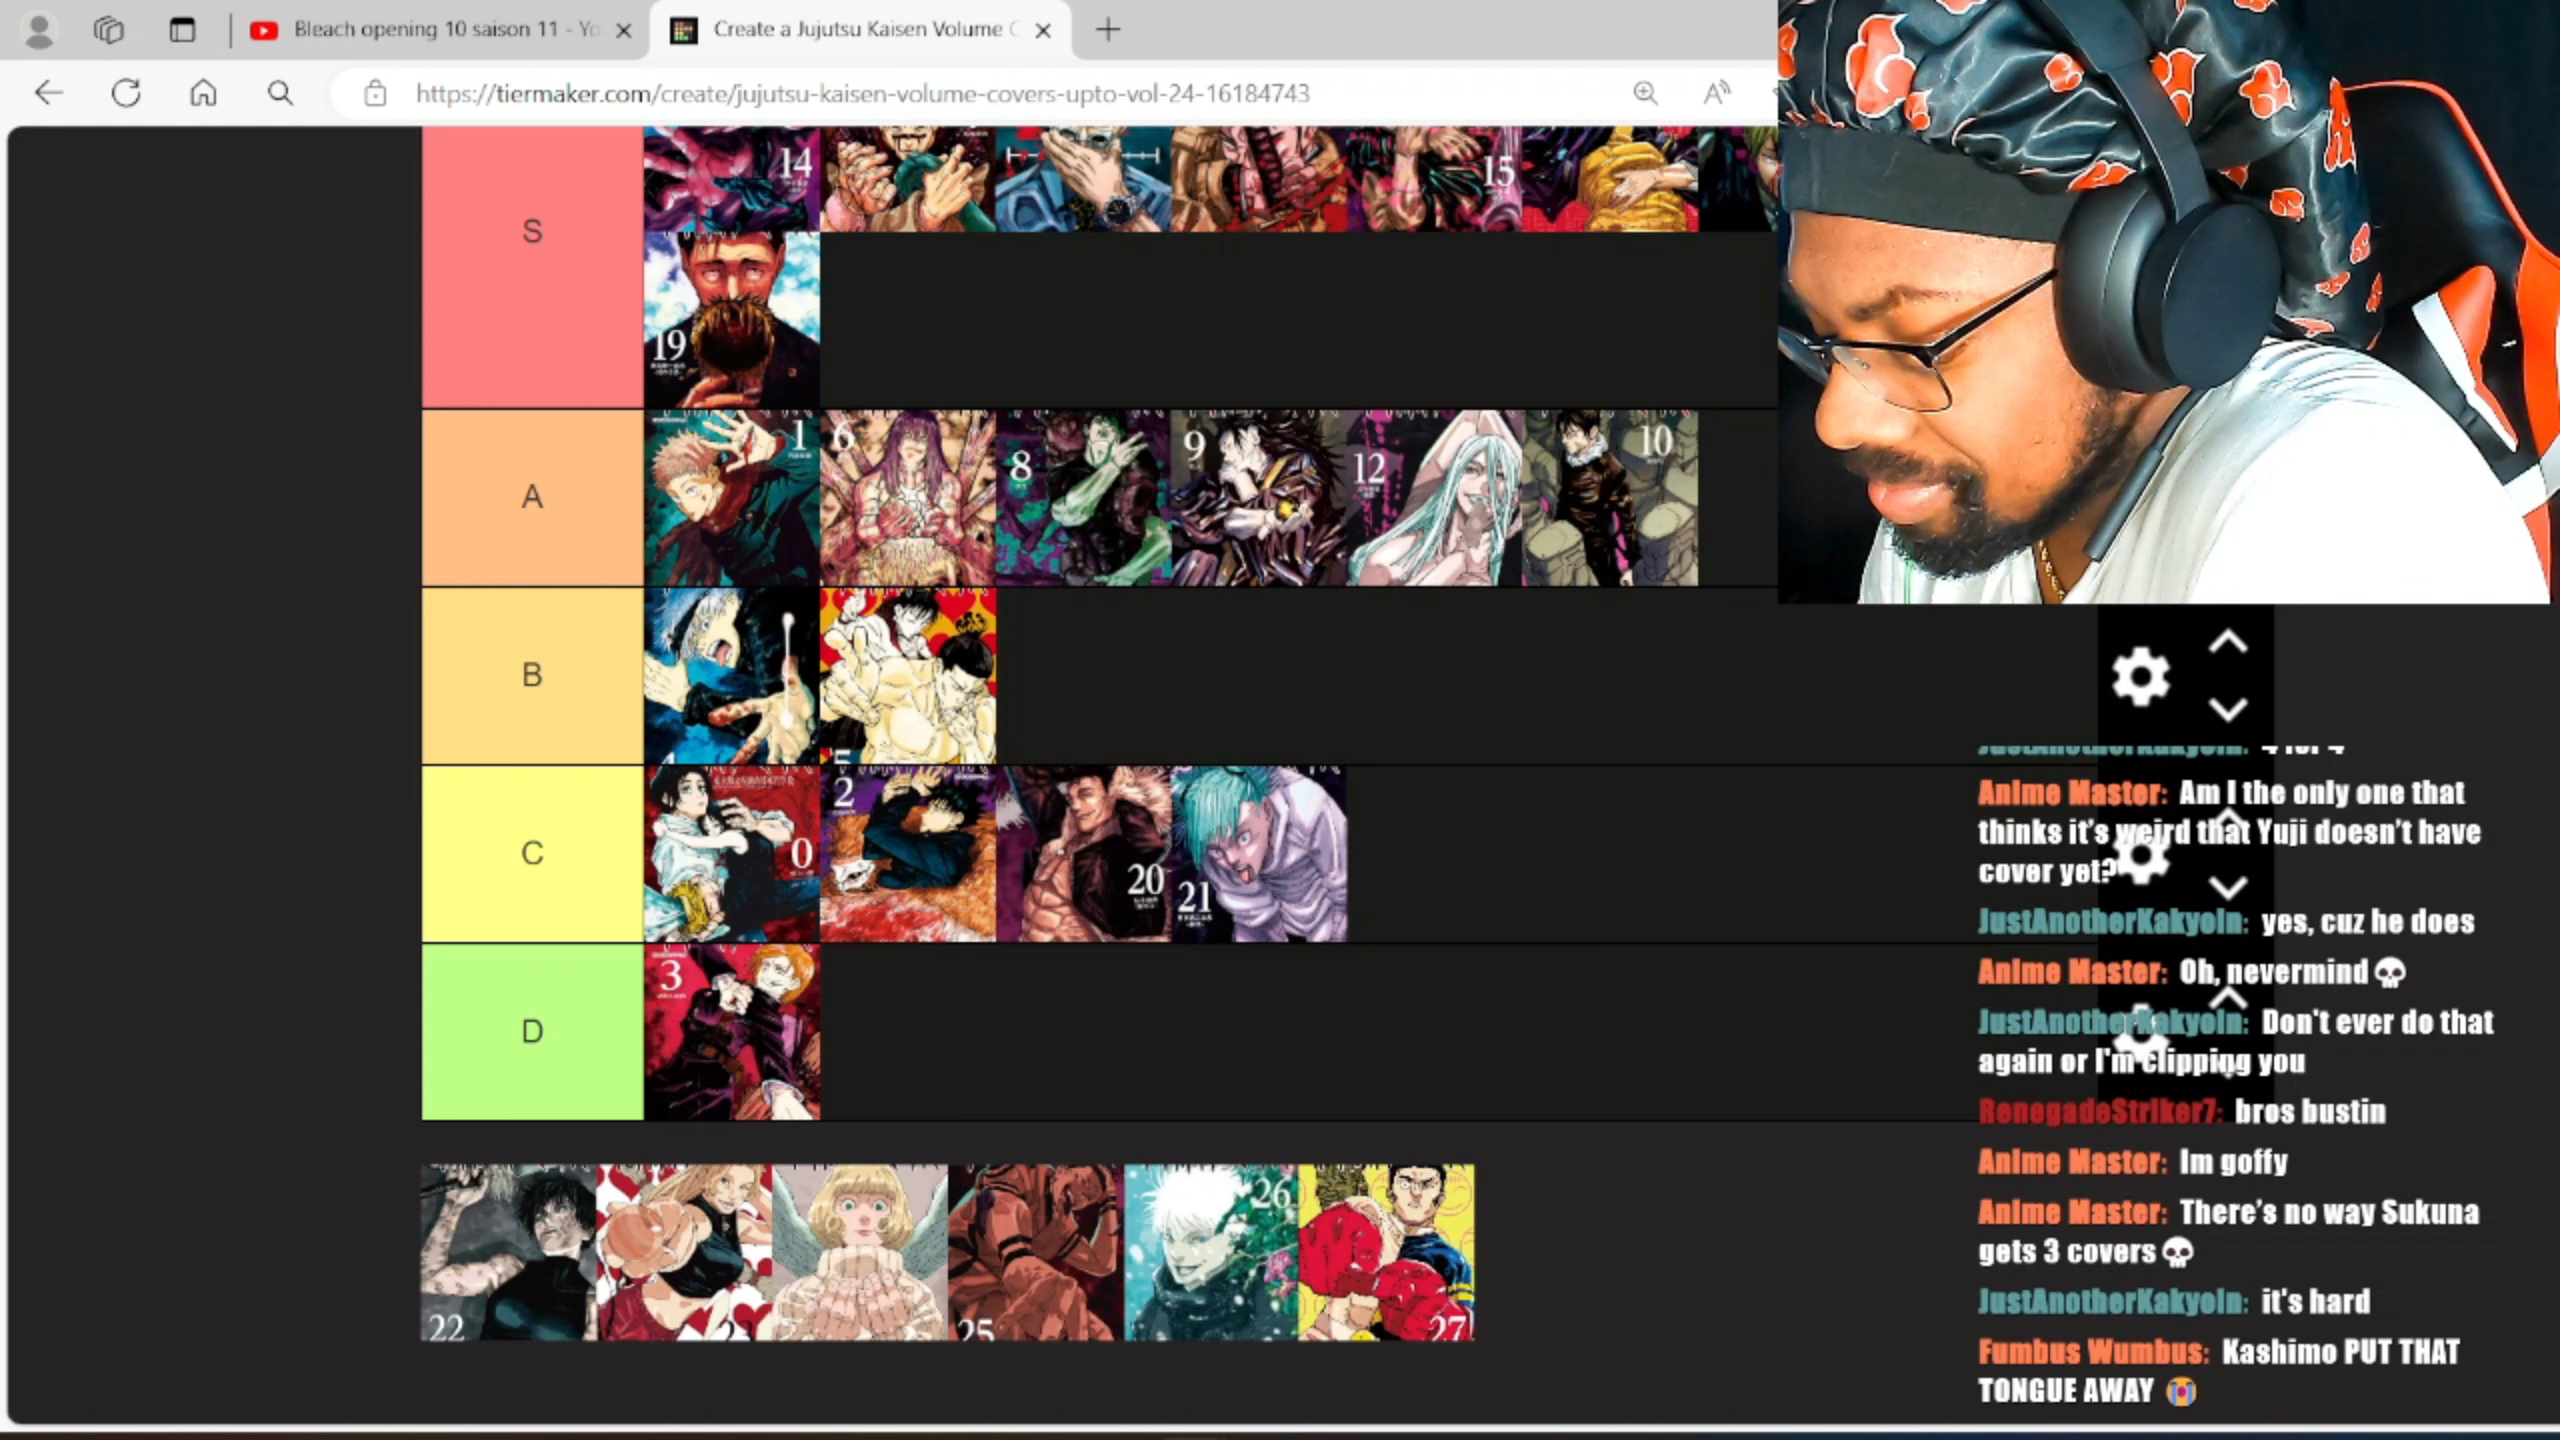 Bleach opening 10 saison 11 - Yo
Create a Jujutsu Kaisen Volume C
https://tiermaker.com/create/jujutsu-kaisen-volume-covers-upto-vol-24-16184743
S
14
15
19
A
1
6
8
9
12
10
B
C
0
2
20
21
D
3
22
25
26
27
JustAnotherKakyoin: 4 for 4
Anime Master: Am I the only one that
thinks it's weird that Yuji doesn't have
cover yet?
JustAnotherKakyoin: yes, cuz he does
Anime Master: Oh, nevermind💀
JustAnotherKakyoin: Don't ever do that
again or I'm clipping you
RenegadeStriker7: bros bustin
Anime Master: Im goffy
Anime Master: There's no way Sukuna
gets 3 covers💀
JustAnotherKakyoin: it's hard
Fumbus Wumbus: Kashimo PUT THAT
TONGUE AWAY 😭